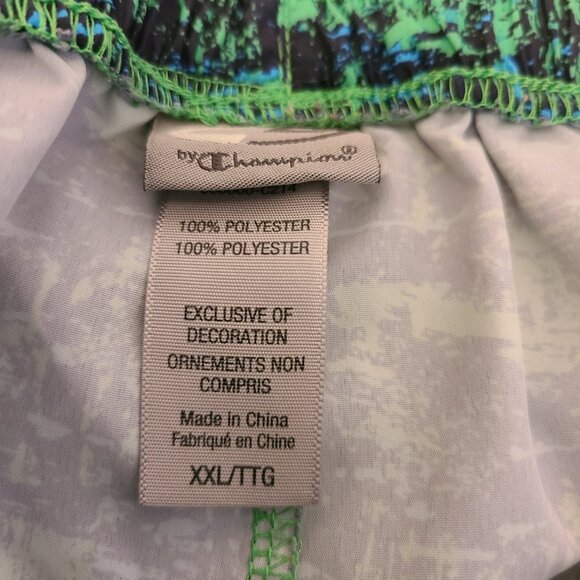 by Champion®
100% POLYESTER
100% POLYESTER
EXCLUSIVE OF
DECORATION
ORNEMENTS NON
COMPRIS
Made in China
Fabriqué en Chine
XXL/TTG